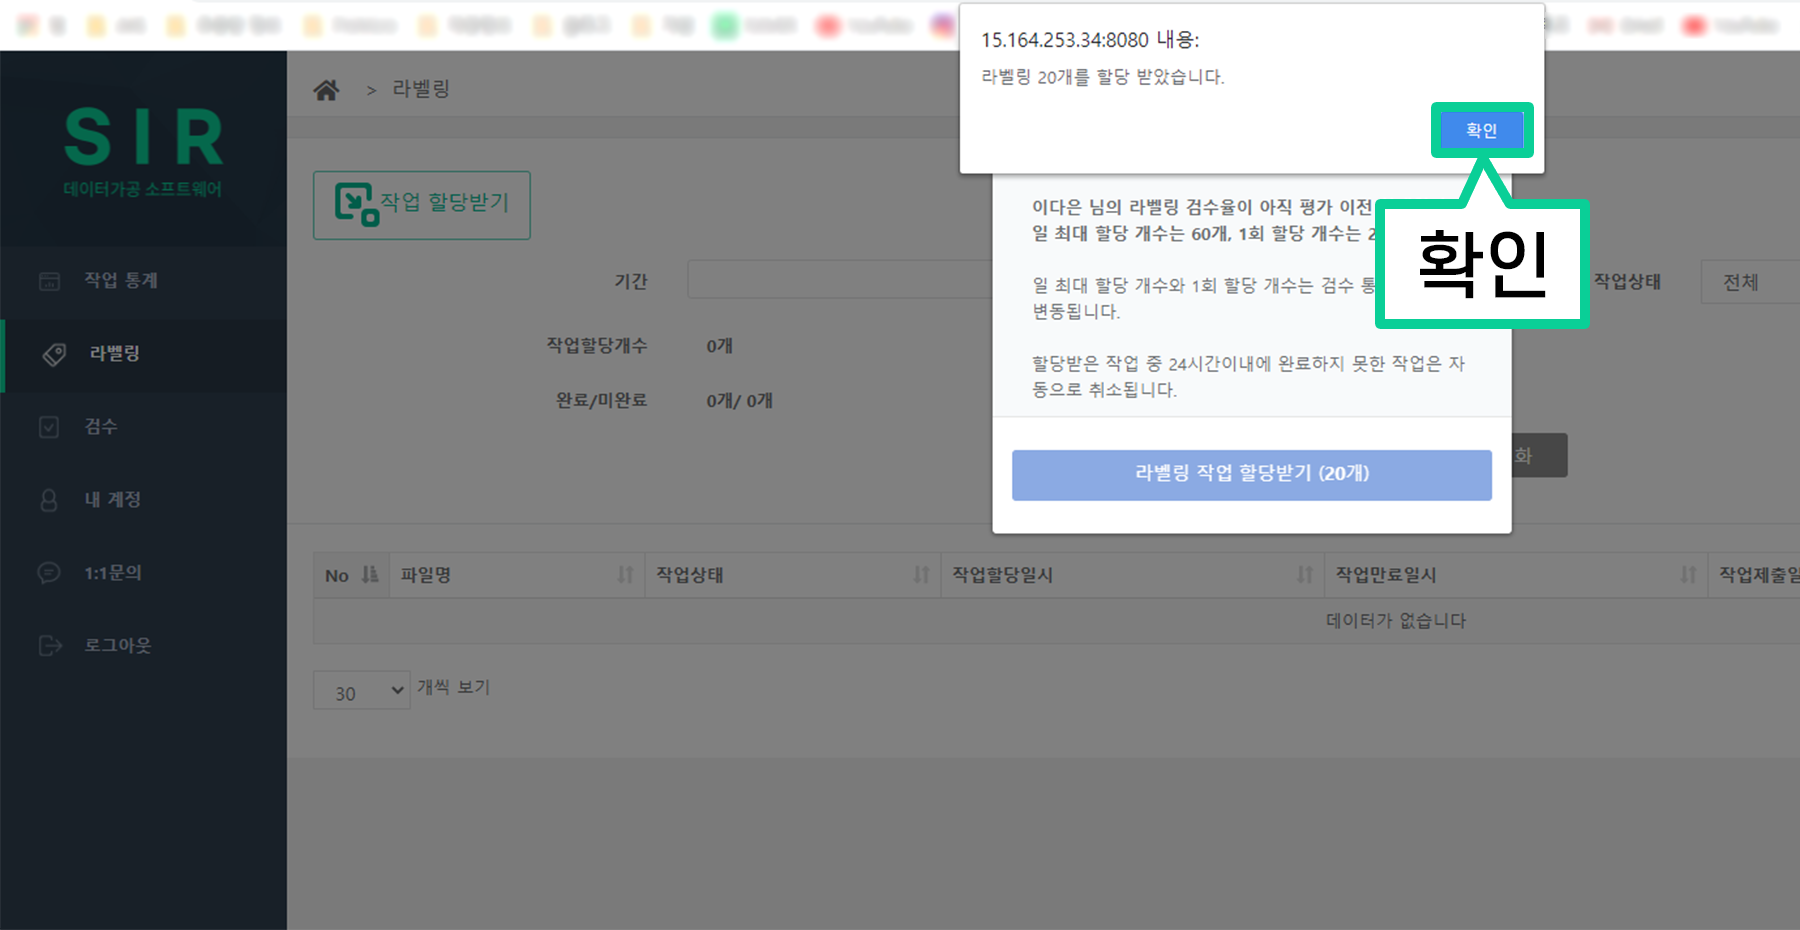 15.164.253.34:8080 내용:
라벨링 20개를 할당 받았습니다.
확인
확인
SIR
데이터가공 소프트웨어
작업 통계
라벨링
검수
내 계정
1:1문의
로그아웃
> 라벨링
작업 할당받기
기간
작업상태
전체
작업할당개수
0개
완료/미완료
0개/ 0개
이다은 님의 라벨링 검수율이 아직 평가 이전
일 최대 할당 개수는 60개, 1회 할당 개수는 2
일 최대 할당 개수와 1회 할당 개수는 검수 통
변동됩니다.
할당받은 작업 중 24시간이내에 완료하지 못한 작업은 자
동으로 취소됩니다.
화
라벨링 작업 할당받기 (20개)
No
파일명
작업상태
작업할당일시
작업만료일시
작업제출일
데이터가 없습니다
30
개씩 보기